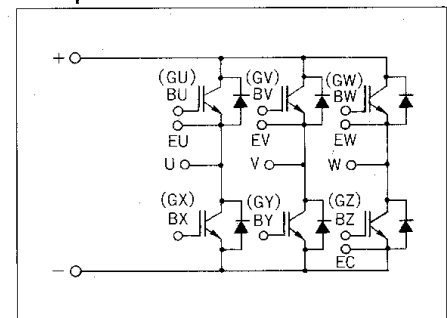 +
(GU) (GV) (GW)
BU BV BW
EU EV EW
U V W
(GX) (GY) (GZ)
BX BY BZ
EC
−